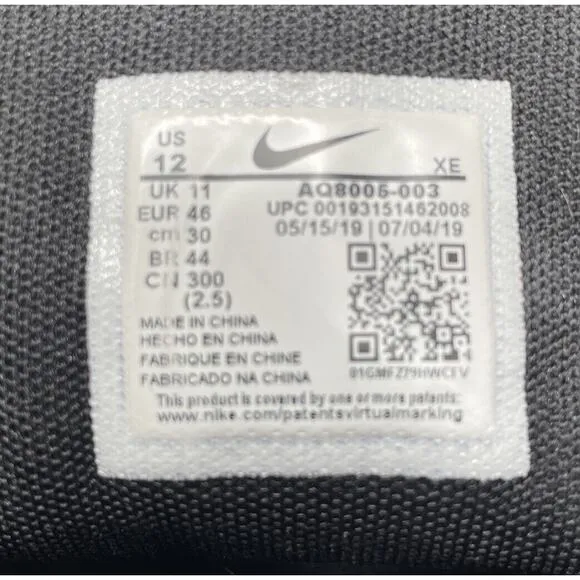 US
12
XE
UK 11
EUR 46
cm 30
BR 44
CN 300
(2.5)
AQ8005-003
UPC 00193151462008
05/15/19 | 07/04/19
MADE IN CHINA
HECHO EN CHINA
FABRIQUE EN CHINE
FABRICADO NA CHINA
This product is covered by one or more patents:
www.nike.com/patentsvirtualmarking